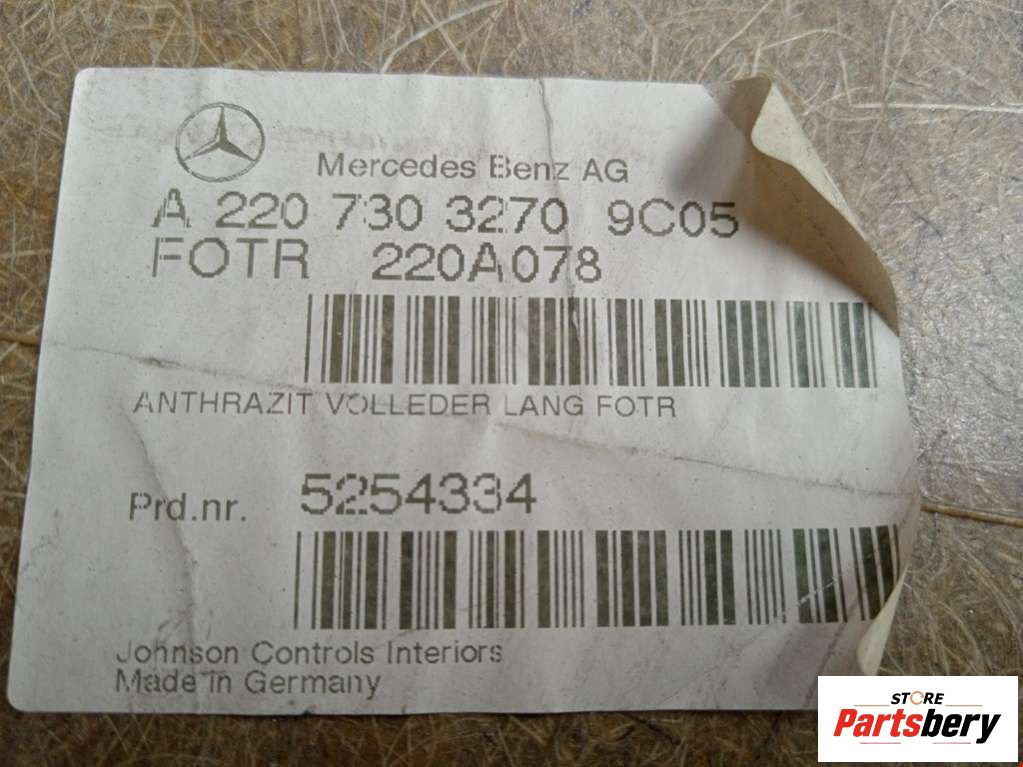 Mercedes Benz AG
A 220 730 3270 9C05
FOTR 220A078
ANTHRAZIT VOLLEDER LANG FOTR
Prd.nr. 5254334
Johnson Controls Interiors
Made in Germany
STORE
Partsbery